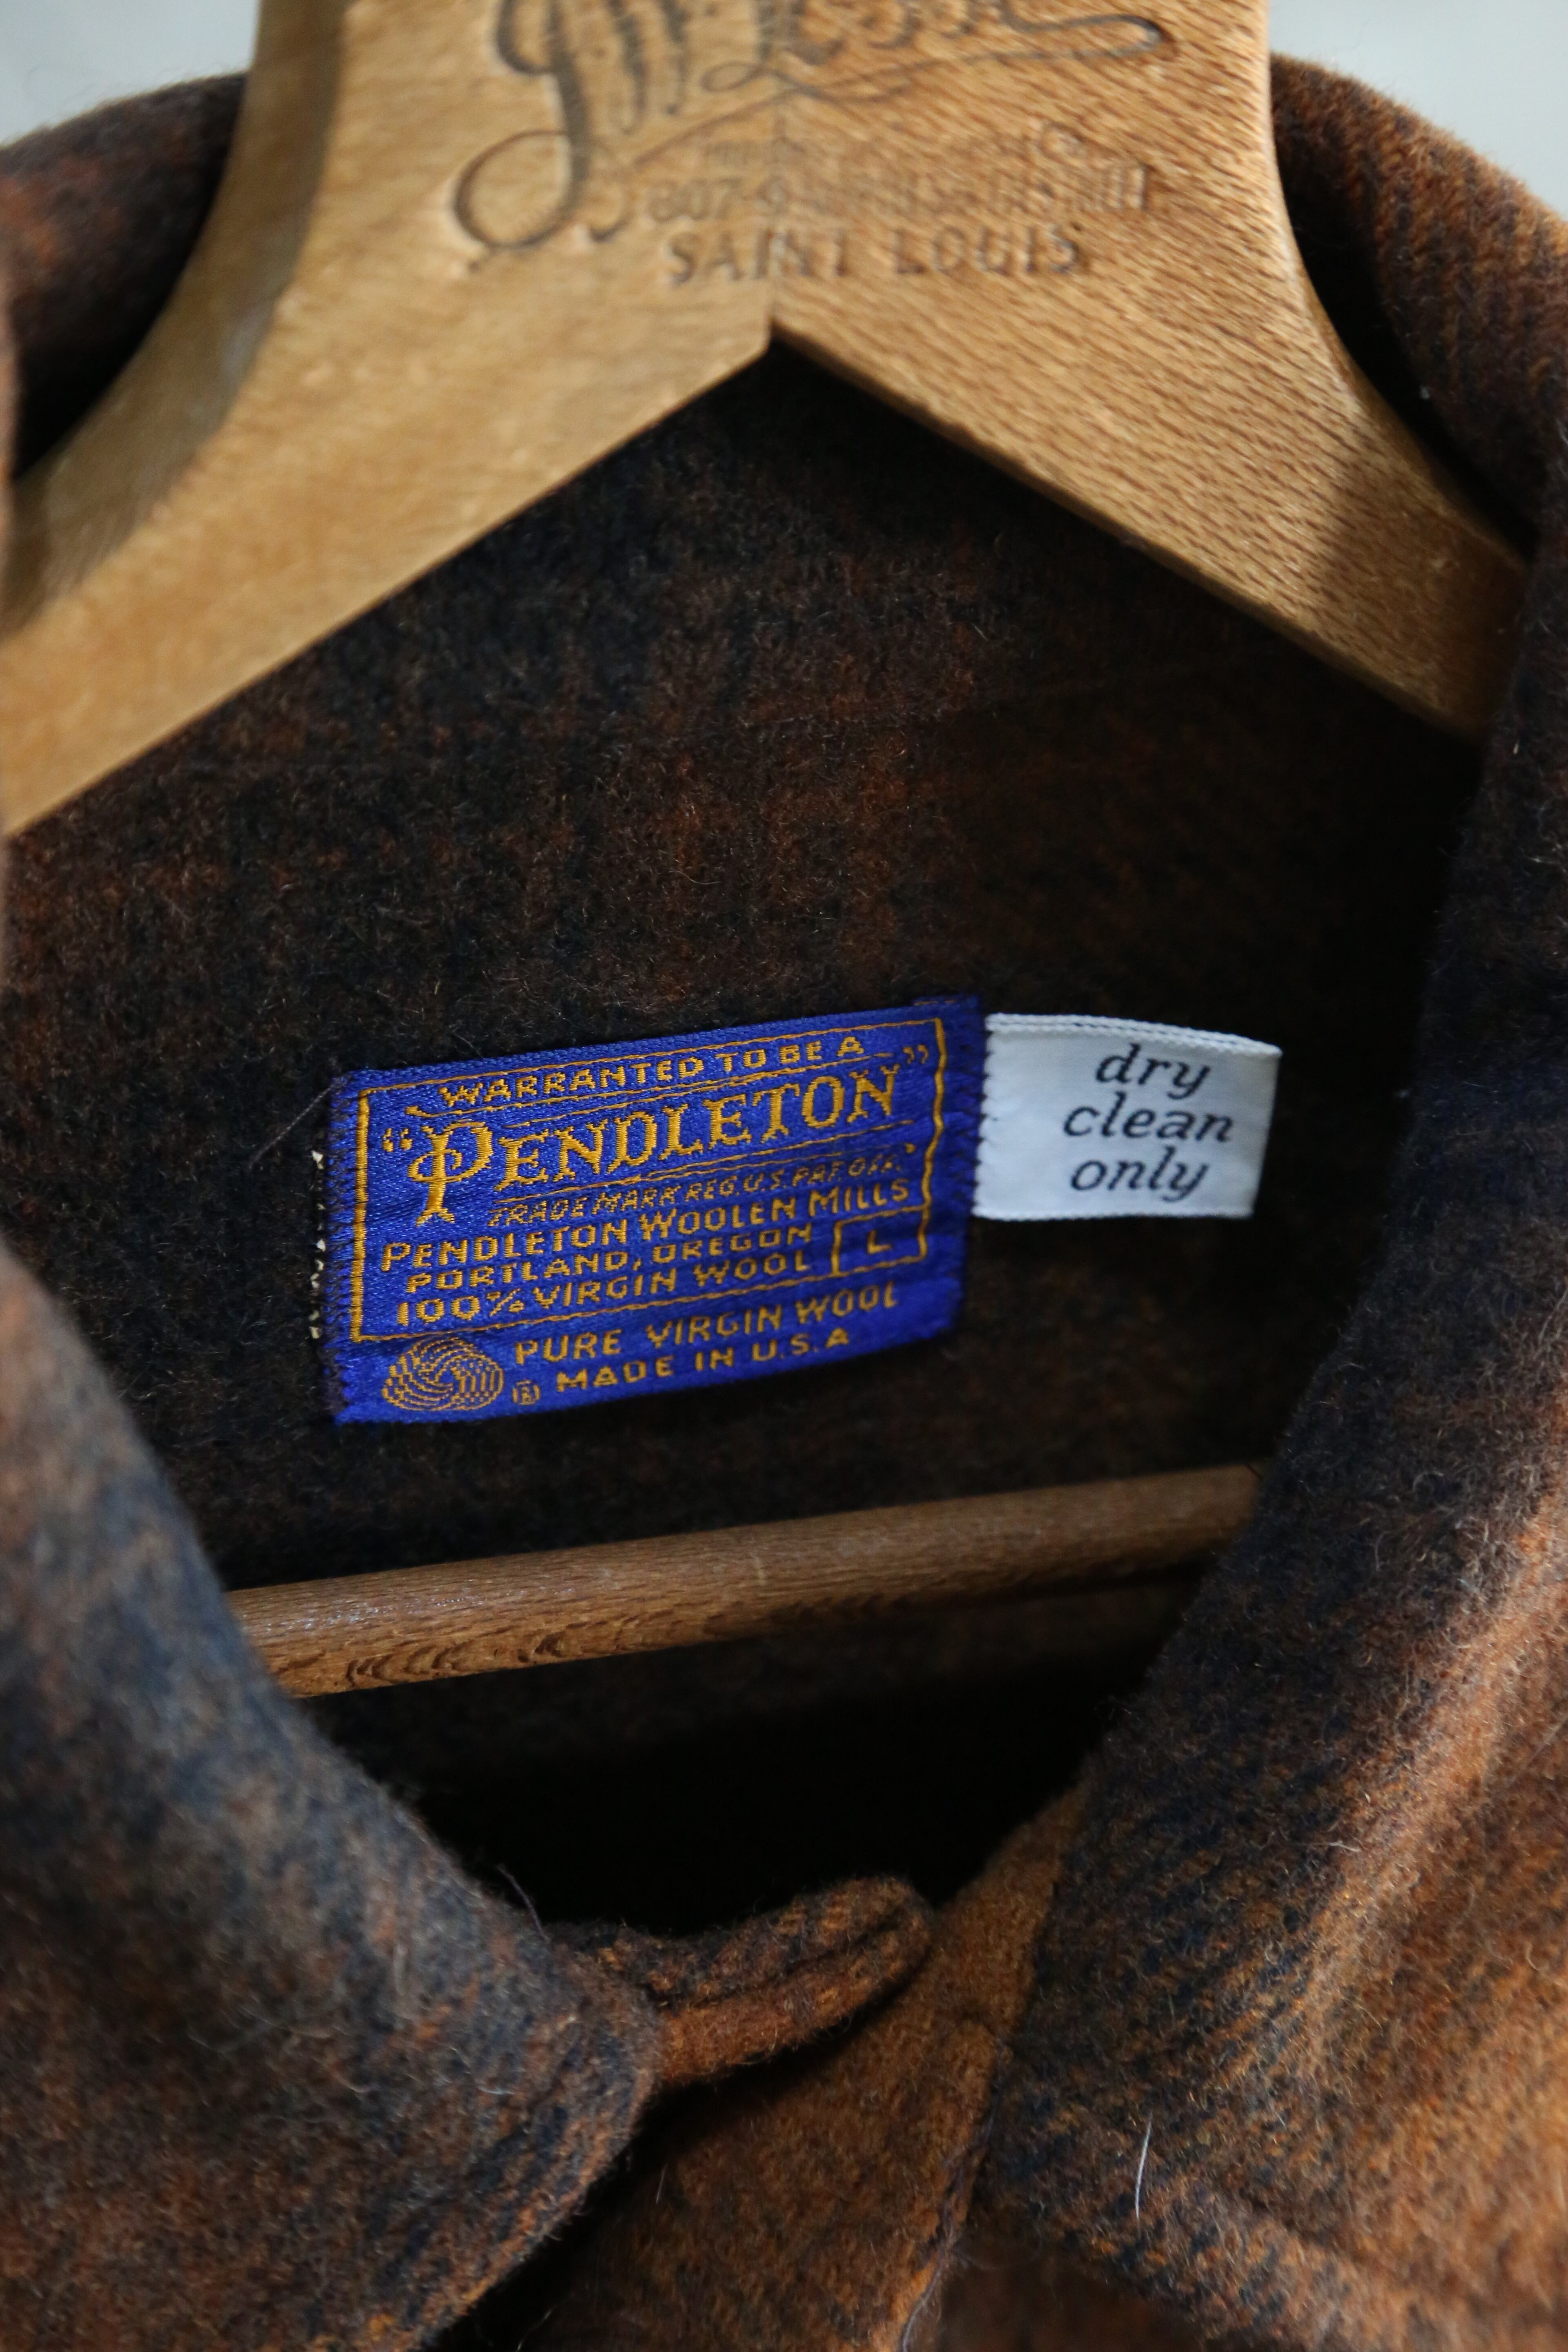 SAINT LOUIS
WARRANTED TO BE A
"PENDLETON"
TRADE MARK REG. U.S. PAT. OFF.
PENDLETON WOOLEN MILLS
PORTLAND, OREGON
L
100% VIRGIN WOOL
PURE VIRGIN WOOL
® MADE IN U.S.A
dry
clean
only